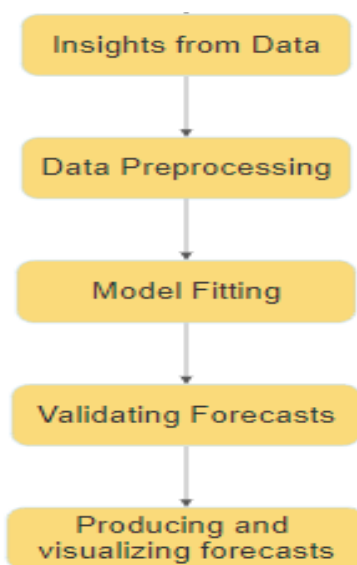 Insights from Data
Data Preprocessing
Model Fitting
Validating Forecasts
Producing and
visualizing forecasts